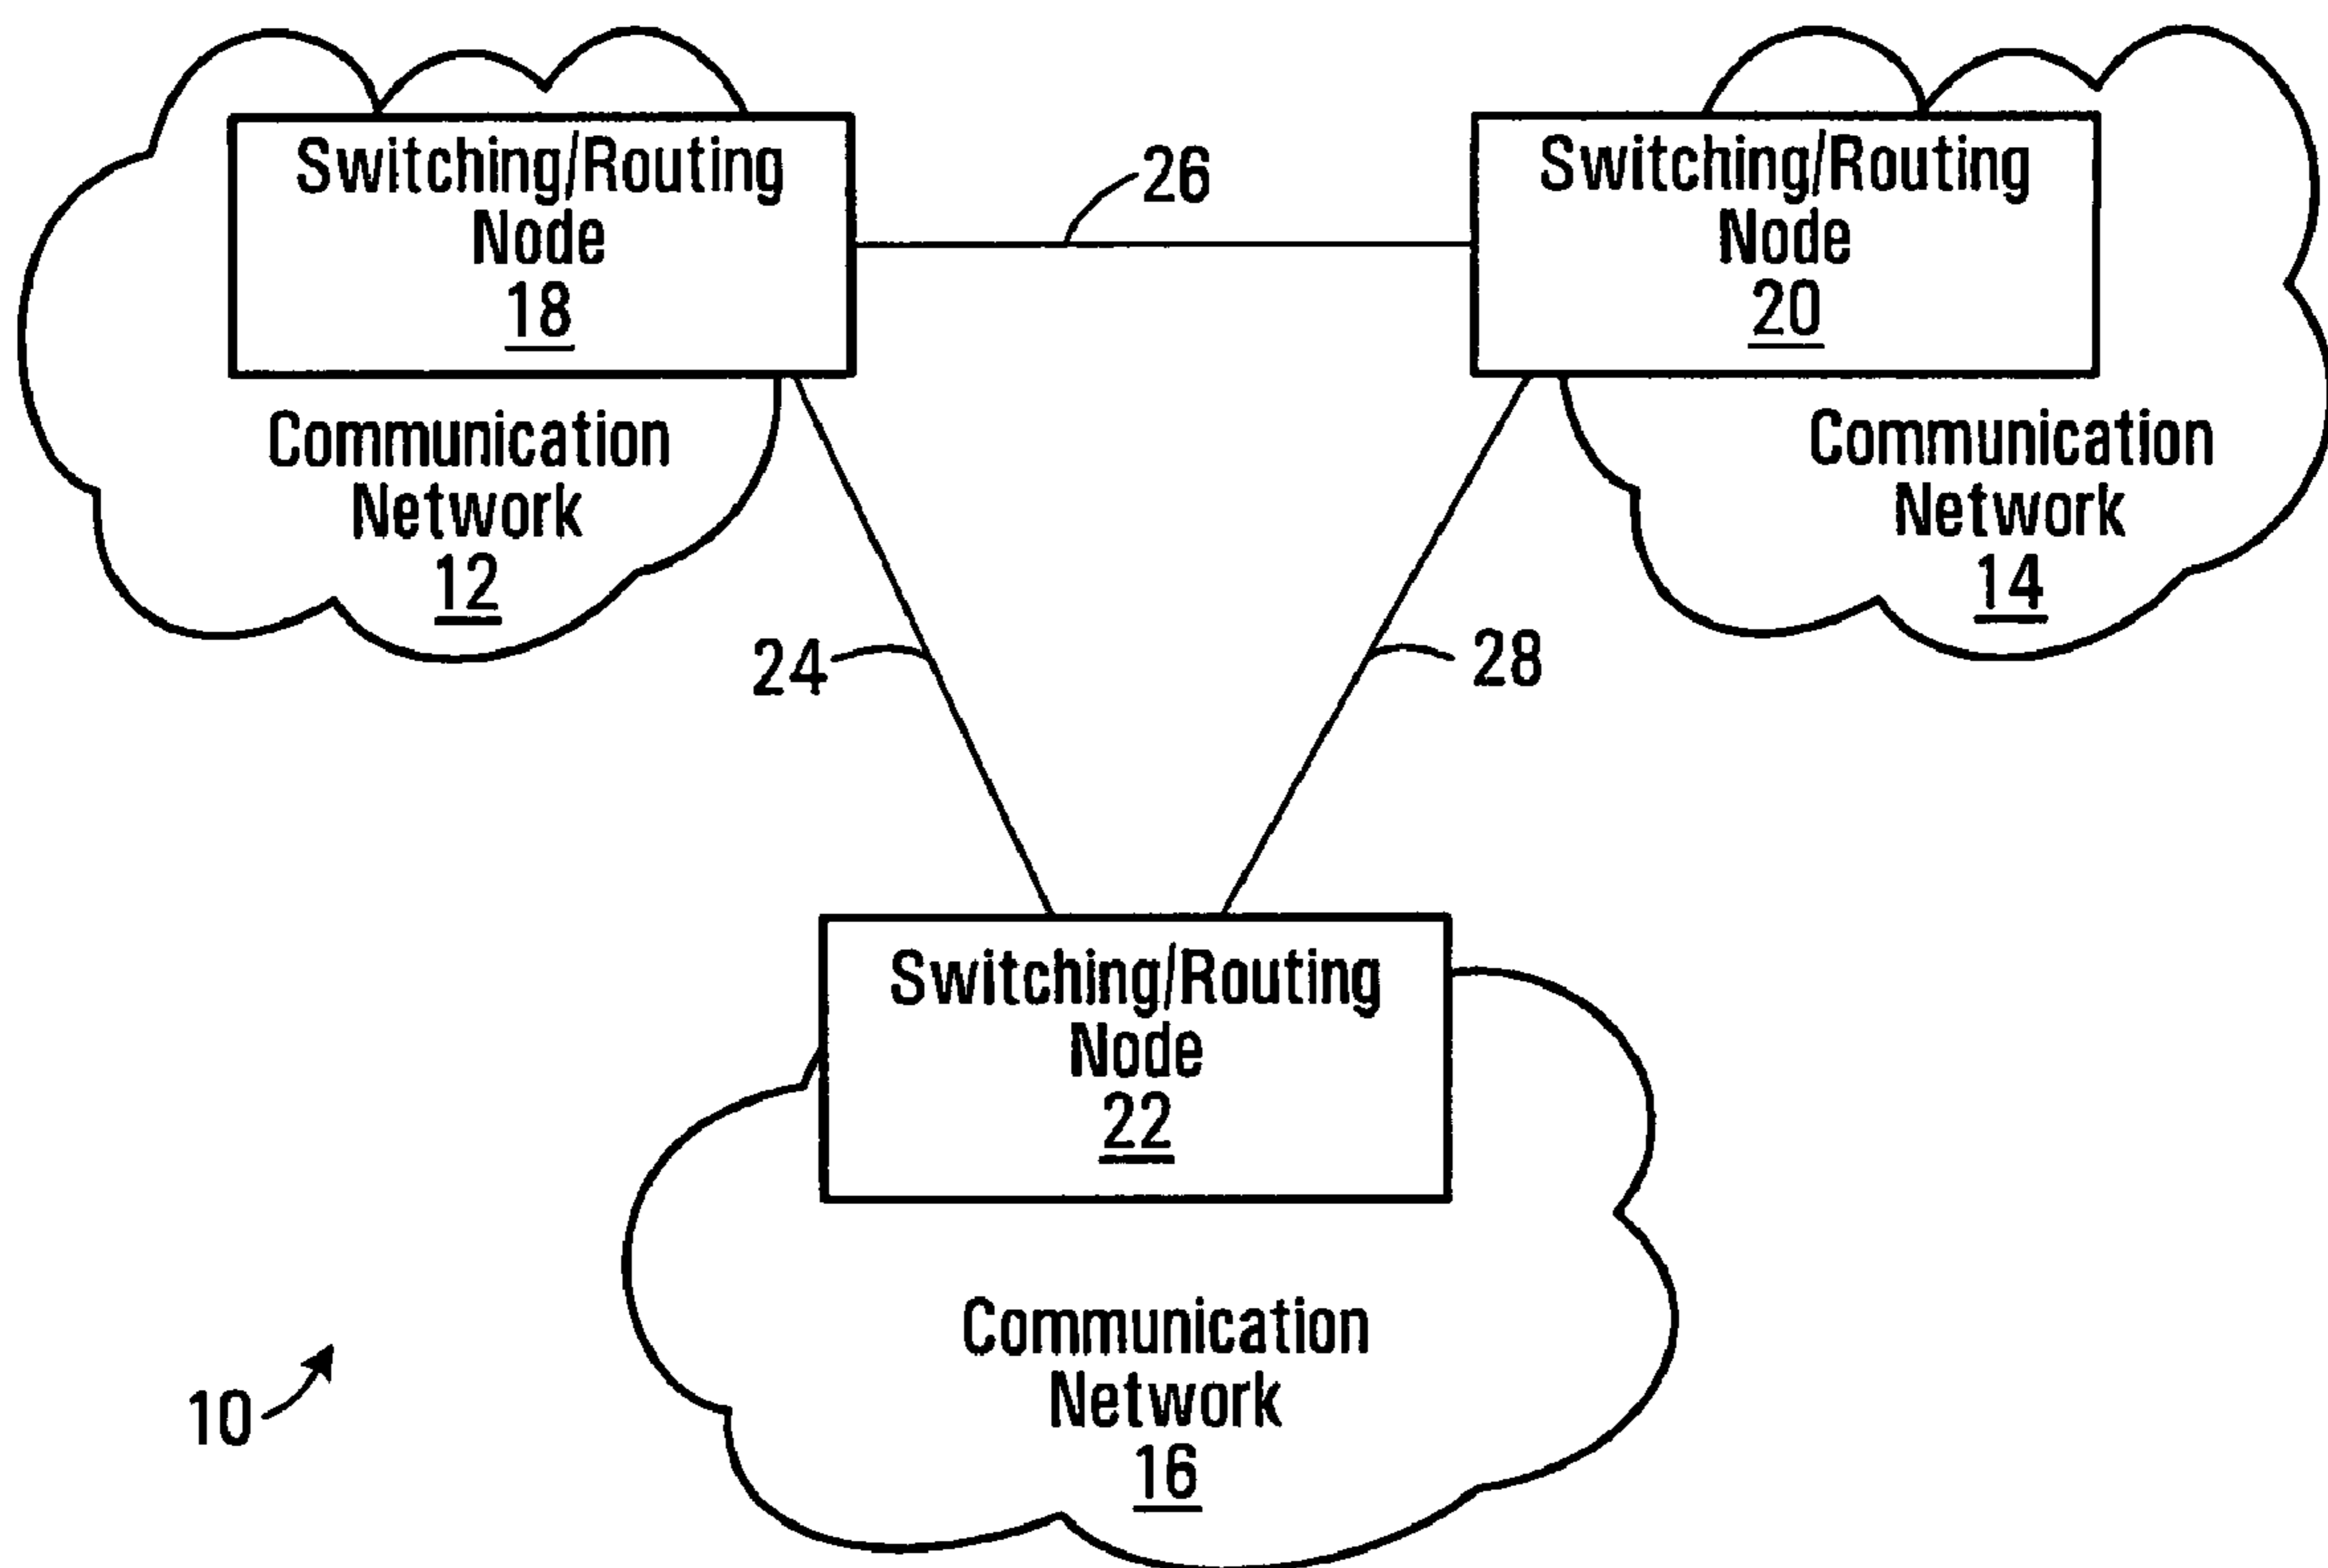 Switching/Routing
Node
18
Communication
Network
12
26
Switching/Routing
Node
20
Communication
Network
14
24
28
Switching/Routing
Node
22
Communication
Network
16
10